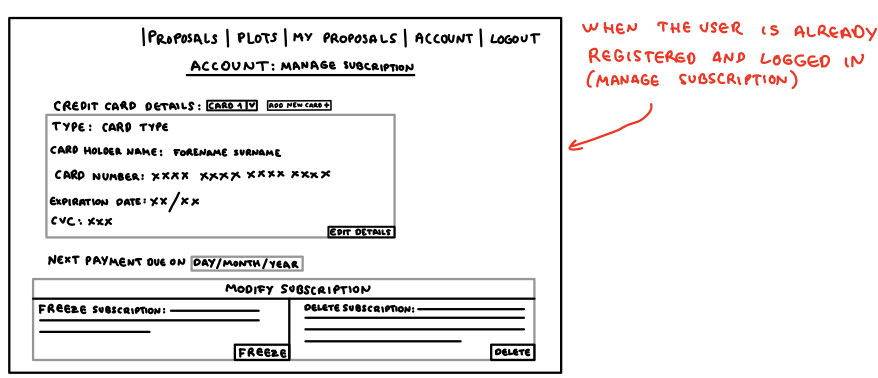 |PROPOSALS | PLOTS | MY PROPOSALS | ACCOUNT | LOGOUT
ACCOUNT: MANAGE SUBCRIPTION
CREDIT CARD DETAILS: CARD 1 V ADD NEW CARD +
TYPE: CARD TYPE
CARD HOLDER NAME: FORENAME SURNAME
CARD NUMBER: XXXX XXXX XXXX XXXX
EXPIRATION DATE: XX/XX
CVC: XXX
EDIT DETAILS
NEXT PAYMENT DUE ON DAY/MONTH/YEAR
MODIFY SUBSCRIPTION
FREEZE SUBSCRIPTION:
FREEZE
DELETE SUBSCRIPTION:
DELETE
WHEN THE USER IS ALREADY
REGISTERED AND LOGGED IN
(MANAGE SUBSCRIPTION)